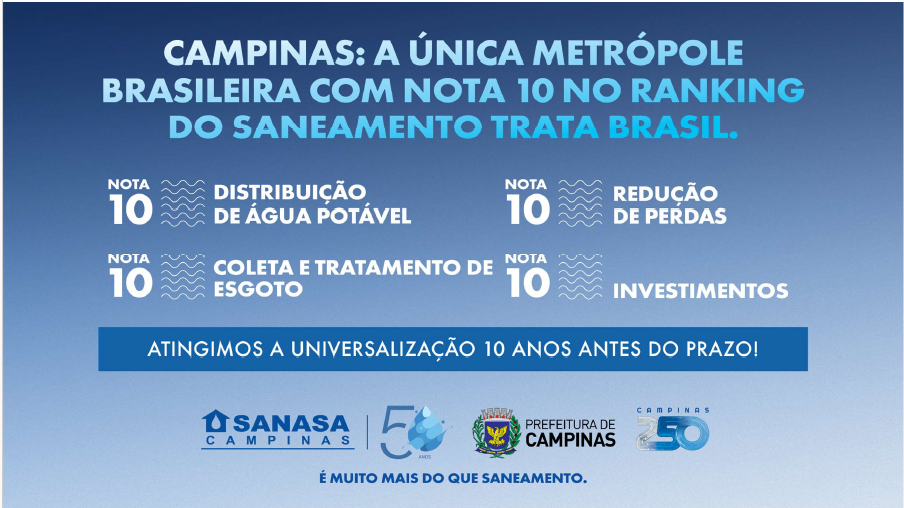 CAMPINAS: A ÚNICA METRÓPOLE
BRASILEIRA COM NOTA 10 NO RANKING
DO SANEAMENTO TRATA BRASIL.
NOTA
10
DISTRIBUIÇÃO
DE ÁGUA POTÁVEL
NOTA
10
REDUÇÃO
DE PERDAS
NOTA
10
COLETA E TRATAMENTO DE
ESGOTO
NOTA
10
INVESTIMENTOS
ATINGIMOS A UNIVERSALIZAÇÃO 10 ANOS ANTES DO PRAZO!
SANASA
CAMPINAS
50
ANOS
PREFEITURA DE
CAMPINAS
CAMPINAS
250
É MUITO MAIS DO QUE SANEAMENTO.